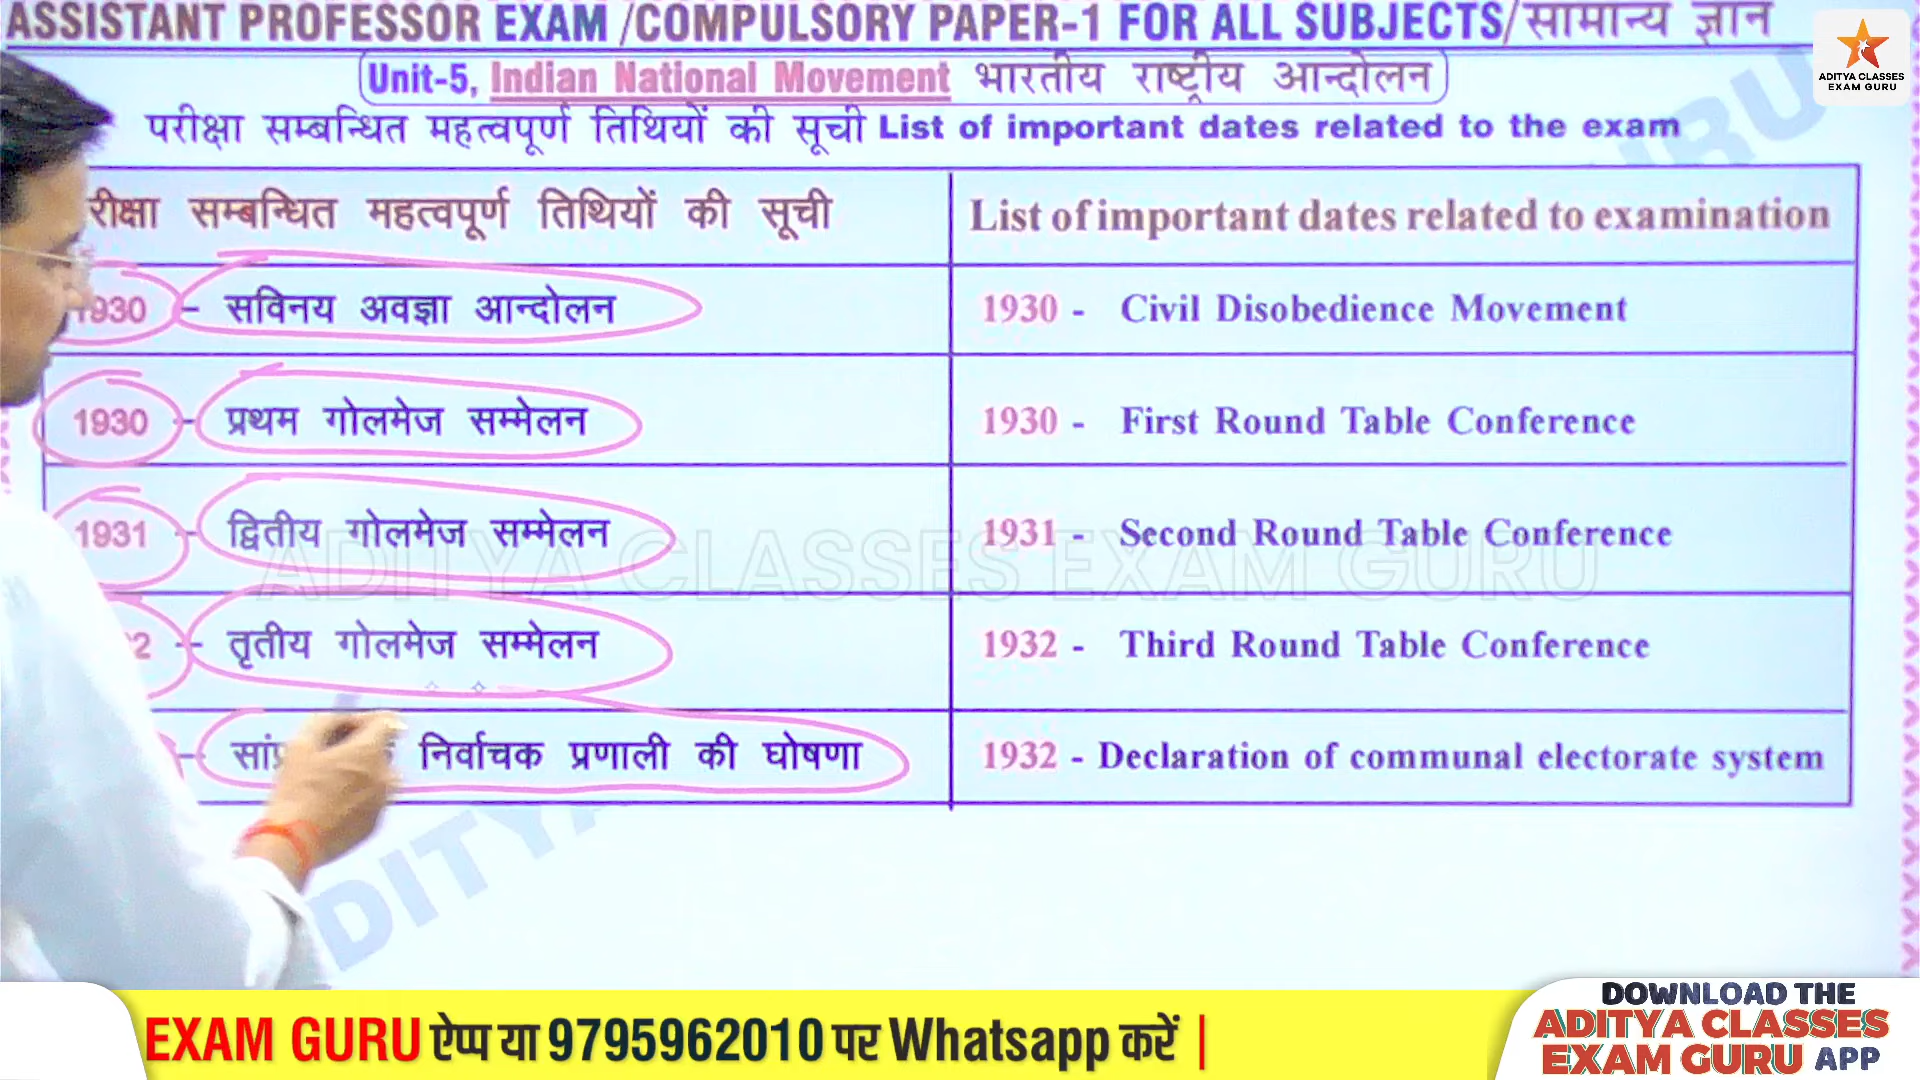 ASSISTANT PROFESSOR EXAM /COMPULSORY PAPER-1 FOR ALL SUBJECTS/सामान्य ज्ञान
ADITYA CLASSES
EXAM GURU
Unit-5, Indian National Movement भारतीय राष्ट्रीय आन्दोलन
परीक्षा सम्बन्धित महत्वपूर्ण तिथियों की सूची List of important dates related to the exam
सम्बन्धित महत्वपूर्ण तिथियों की सूची List of important dates related to examination
1930 - सविनय अवज्ञा आन्दोलन 1930 - Civil Disobedience Movement
1930 - प्रथम गोलमेज सम्मेलन 1930 - First Round Table Conference
1931 - द्वितीय गोलमेज सम्मेलन 1931 - Second Round Table Conference
ADITYA CLASSES EXAM GURU
- तृतीय गोलमेज सम्मेलन 1932 - Third Round Table Conference
- निर्वाचक प्रणाली की घोषणा 1932 - Declaration of communal electorate system
EXAM GURU ऐप्प या 9795962010 पर Whatsapp करें |
DOWNLOAD THE
ADITYA CLASSES
EXAM GURU APP